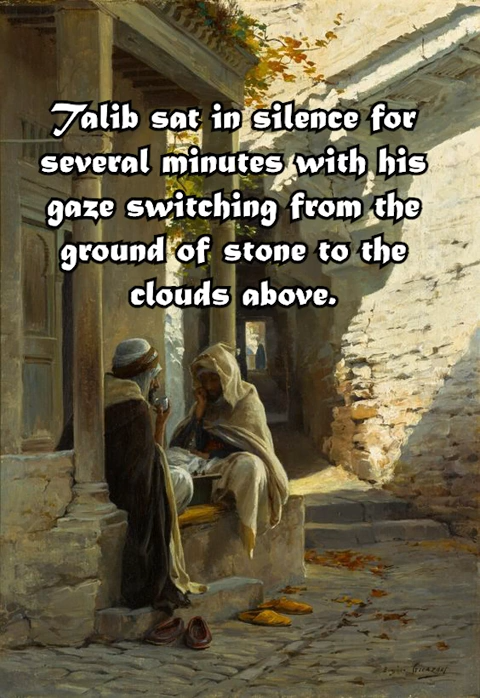 Talib sat in silence for
several minutes with his
gaze switching from the
ground of stone to the
clouds above.